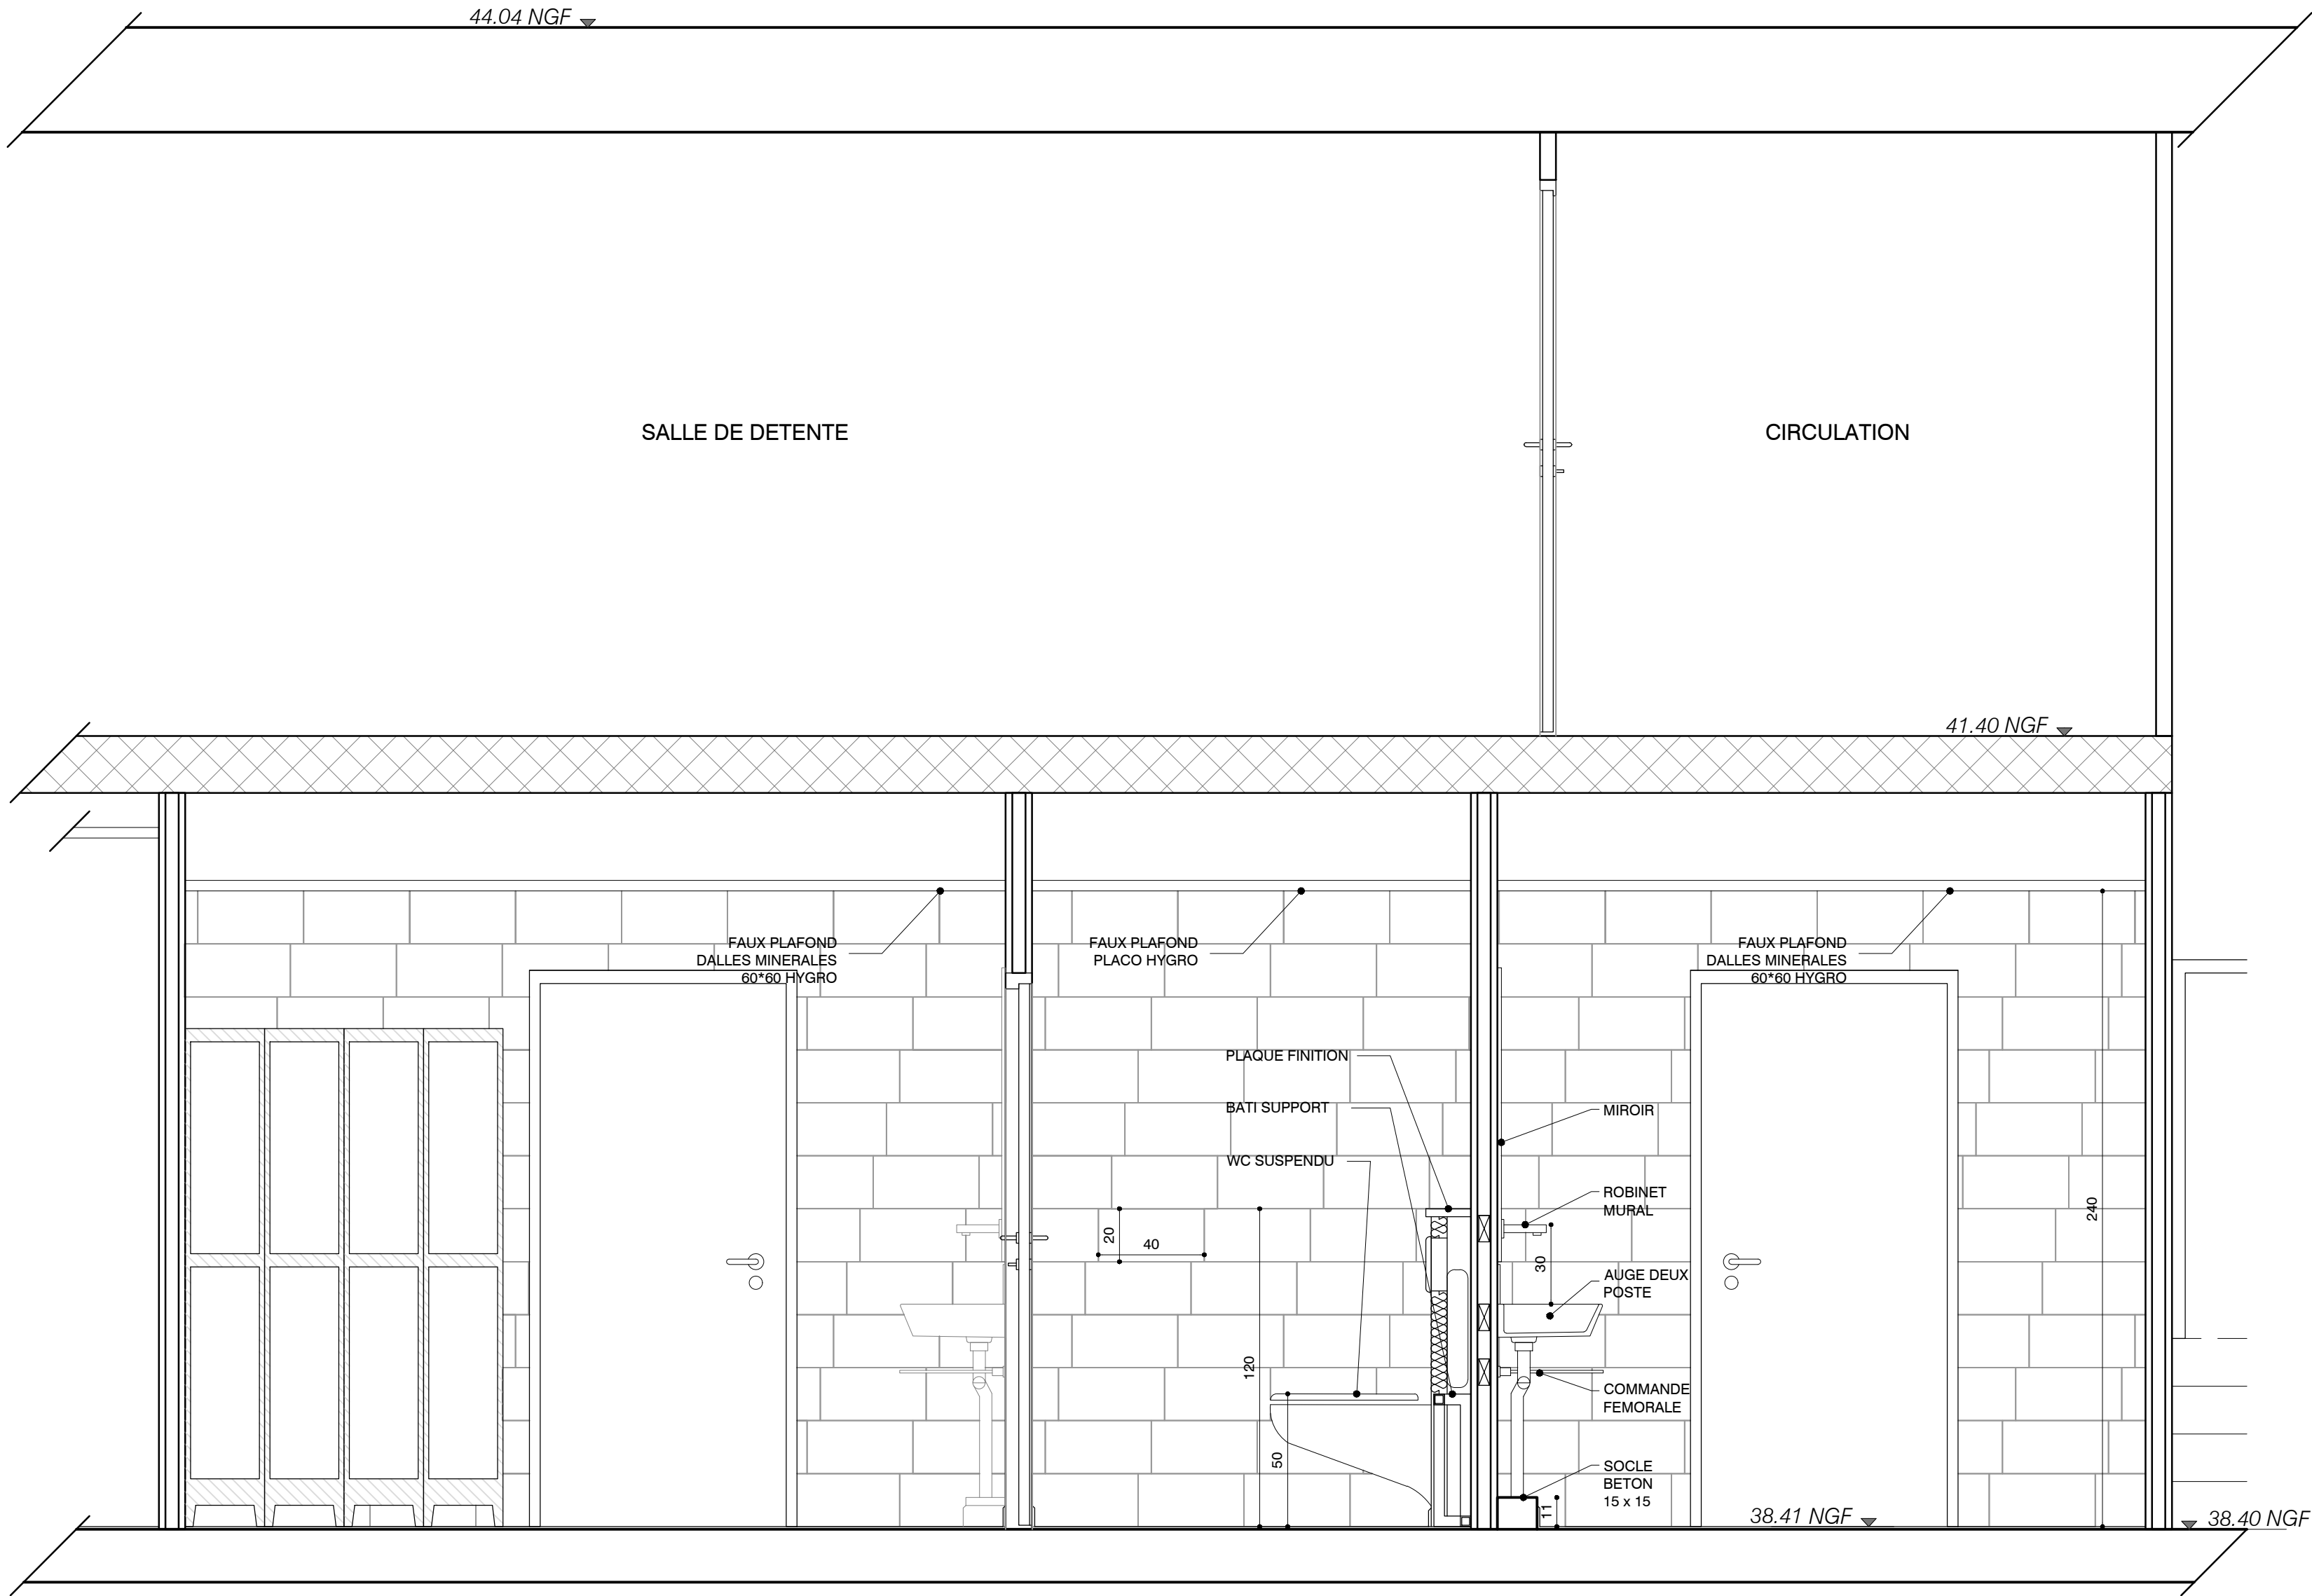 44.04 NGF
SALLE DE DETENTE
CIRCULATION
41.40 NGF
FAUX PLAFOND
DALLES MINERALES
60*60 HYGRO
FAUX PLAFOND
PLACO HYGRO
FAUX PLAFOND
DALLES MINERALES
60*60 HYGRO
PLAQUE FINITION
BATI SUPPORT
WC SUSPENDU
MIROIR
ROBINET
MURAL
AUGE DEUX
POSTE
COMMANDE
FEMORALE
SOCLE
BETON
15 x 15
20
40
120
50
30
11
240
38.41 NGF
38.40 NGF